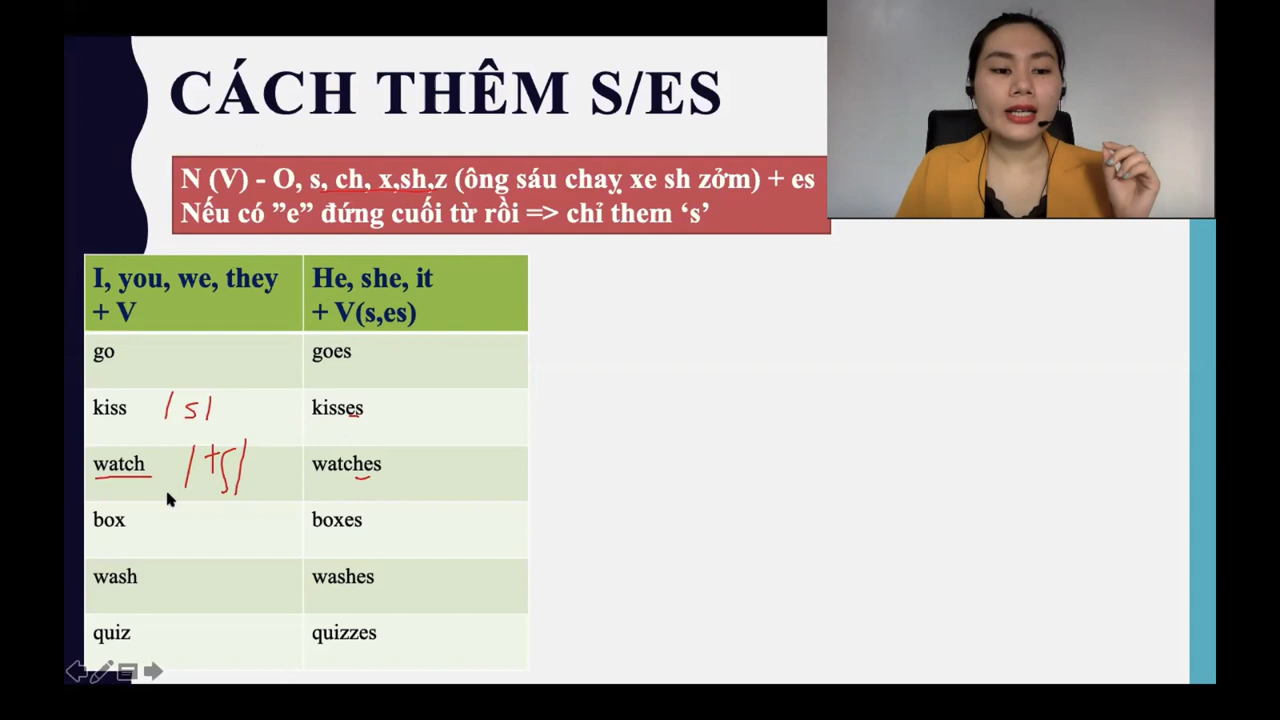 CÁCH THÊM S/ES
N (V) - O, s, ch, x,sh,z (ông sáu chaỵ xe sh zởm) + es
Nếu có ”e” đứng cuối từ rồi => chỉ them ‘s’
I, you, we, they
+ V
He, she, it
+ V(s,es)
go
goes
kiss /s/
kisses
watch /tʃ/
watches
box
boxes
wash
washes
quiz
quizzes